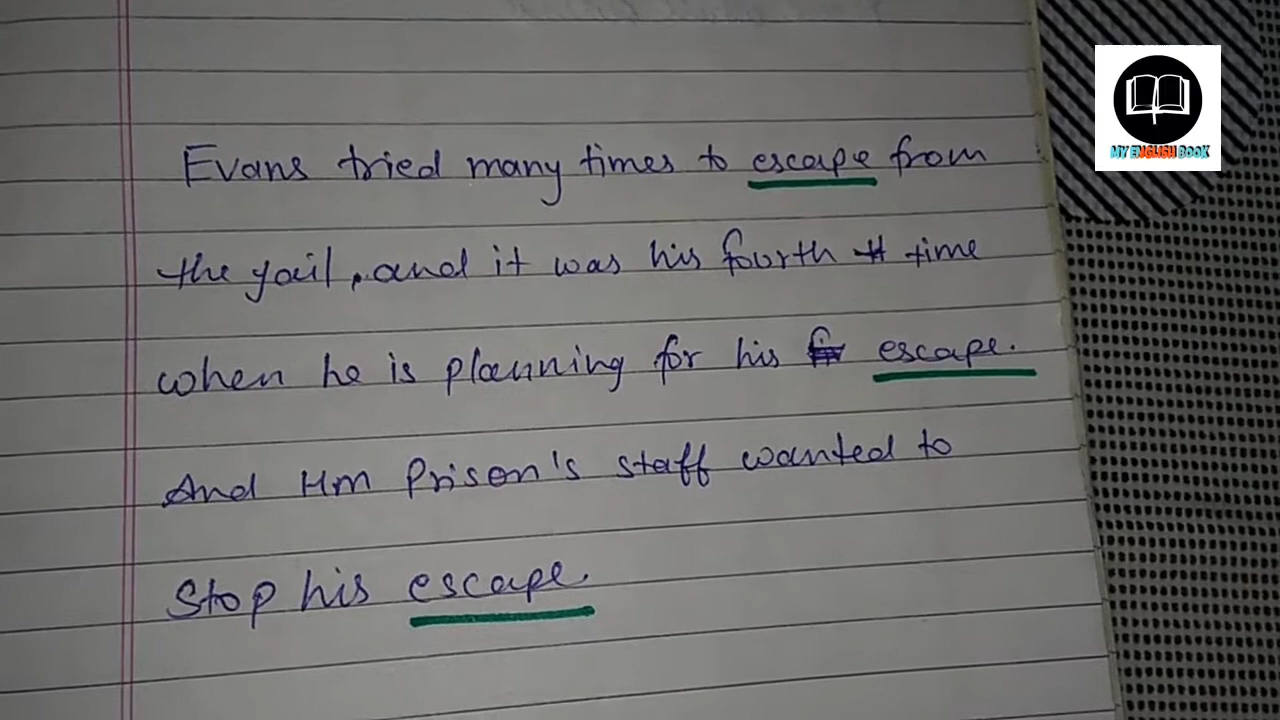 Evans tried many times to escape from
the jail, and it was his fourth time
when he is planning for his escape.
And Hm Prison's staff wanted to
Stop his escape.
MY ENGLISH BOOK